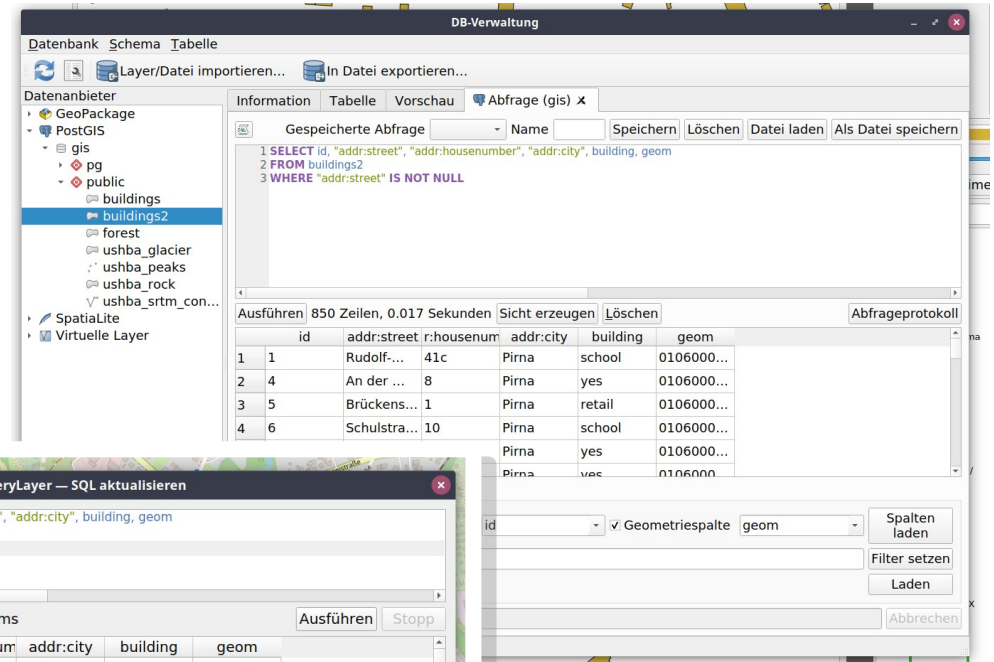 DB-Verwaltung
Datenbank Schema Tabelle
Layer/Datei importieren... In Datei exportieren...
Datenanbieter
GeoPackage
PostGIS
gis
pg
public
buildings
buildings2
forest
ushba_glacier
ushba_peaks
ushba_rock
ushba_srtm_con...
SpatiaLite
Virtuelle Layer
Information Tabelle Vorschau Abfrage (gis)
Gespeicherte Abfrage Name Speichern Löschen Datei laden Als Datei speichern
1 SELECT id, "addr:street", "addr:housenumber", "addr:city", building, geom
2 FROM buildings2
3 WHERE "addr:street" IS NOT NULL
Ausführen 850 Zeilen, 0.017 Sekunden Sicht erzeugen Löschen Abfrageprotokoll
id addr:street r:housenum addr:city building geom
1 1 Rudolf-... 41c Pirna school 0106000...
2 4 An der ... 8 Pirna yes 0106000...
3 5 Brückens... 1 Pirna retail 0106000...
4 6 Schulstra... 10 Pirna school 0106000...
Pirna yes 0106000...
Pirna yes 0106000
id Geometriespalte geom Spalten laden
Filter setzen
Laden
Abbrechen
eryLayer — SQL aktualisieren
", "addr:city", building, geom
ms Ausführen Stopp
um addr:city building geom